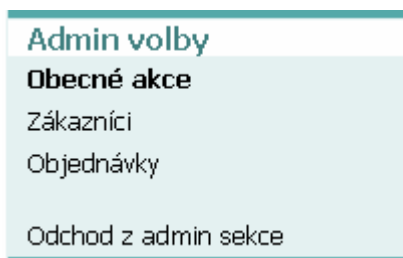 Admin volby
Obecné akce
Zákazníci
Objednávky
Odchod z admin sekce